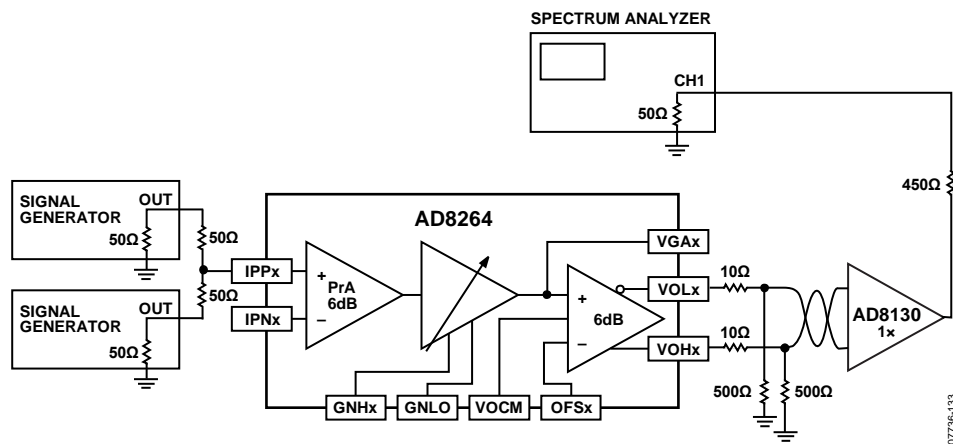 SPECTRUM ANALYZER
CH1
50Ω
450Ω
SIGNAL
GENERATOR
OUT
50Ω
50Ω
SIGNAL
GENERATOR
OUT
50Ω
50Ω
AD8264
IPPx
IPNx
+
PrA
6dB
–
+
6dB
–
VGAx
VOLx
VOHx
10Ω
10Ω
AD8130
1×
500Ω
500Ω
GNHx
GNLO
VOCM
OFSx
07736-133